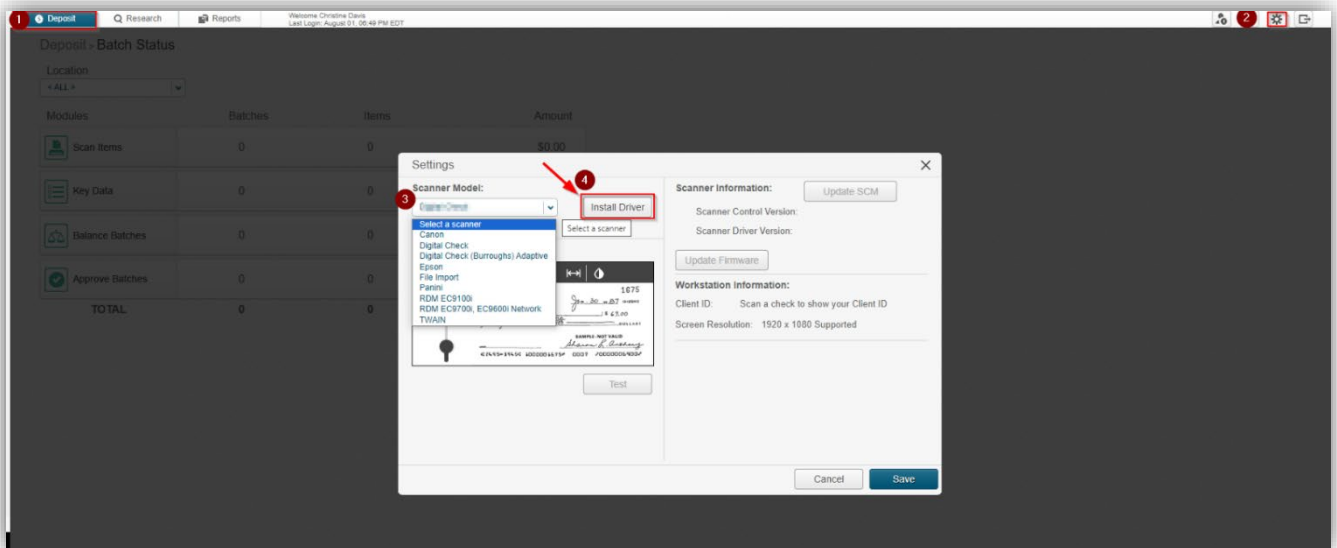 1 Deposit Research Reports Welcome Christine Davis 2
Last Login: August 01, 06:49 PM EDT
Deposit » Batch Status
Location
< ALL >
Modules Batches Items Amount
Scan Items 0 0 $0.00
Key Data 0 0
Balance Batches 0 0
Approve Batches 0 0
TOTAL 0 0
Settings
4
Scanner Model:
3
Install Driver
Select a scanner
Select a scanner
Canon
Digital Check
Digital Check (Burroughs) Adaptive
Epson
File Import
Panini
RDM EC9100i
RDM EC9700i, EC9600i Network
TWAIN
1675
SAMPLE-NOT VALID
Test
Scanner Information: Update SCM
Scanner Control Version:
Scanner Driver Version:
Update Firmware
Workstation Information:
Client ID: Scan a check to show your Client ID
Screen Resolution: 1920 x 1080 Supported
Cancel Save